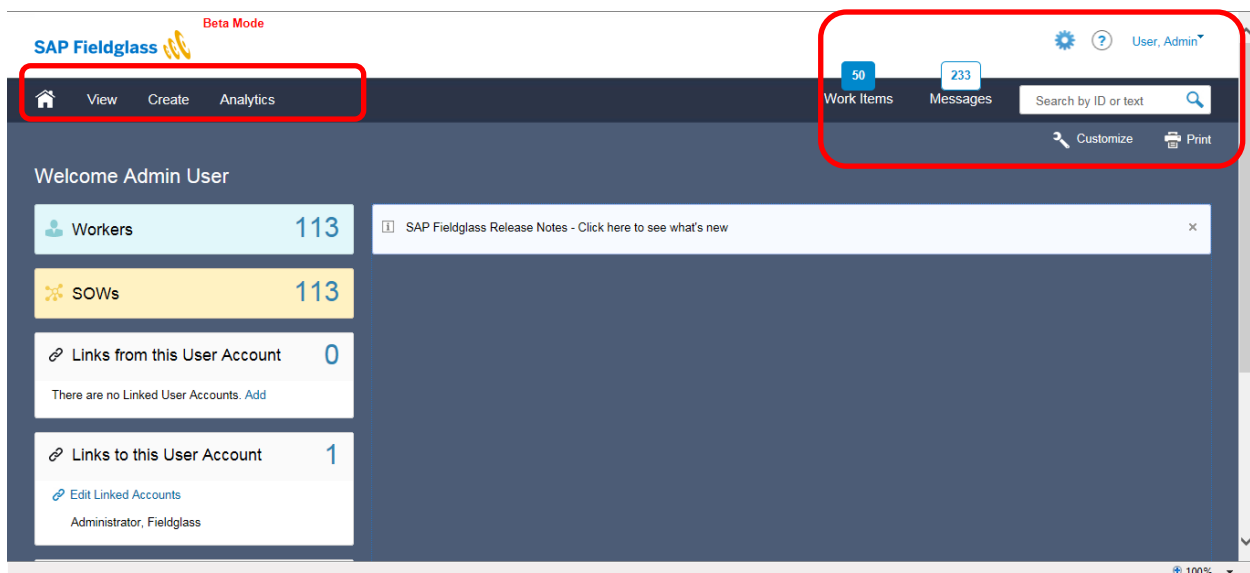 Beta Mode
SAP Fieldglass
? User, Admin
50 233
View Create Analytics Work Items Messages Search by ID or text
Customize Print
Welcome Admin User
Workers 113
i SAP Fieldglass Release Notes - Click here to see what's new ×
SOWs 113
Links from this User Account 0
There are no Linked User Accounts. Add
Links to this User Account 1
Edit Linked Accounts
Administrator, Fieldglass
100%